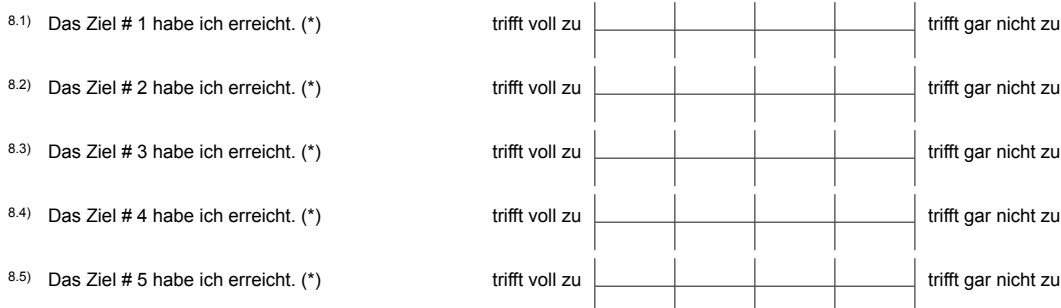 8.1) Das Ziel # 1 habe ich erreicht. (*) trifft voll zu trifft gar nicht zu
8.2) Das Ziel # 2 habe ich erreicht. (*) trifft voll zu trifft gar nicht zu
8.3) Das Ziel # 3 habe ich erreicht. (*) trifft voll zu trifft gar nicht zu
8.4) Das Ziel # 4 habe ich erreicht. (*) trifft voll zu trifft gar nicht zu
8.5) Das Ziel # 5 habe ich erreicht. (*) trifft voll zu trifft gar nicht zu